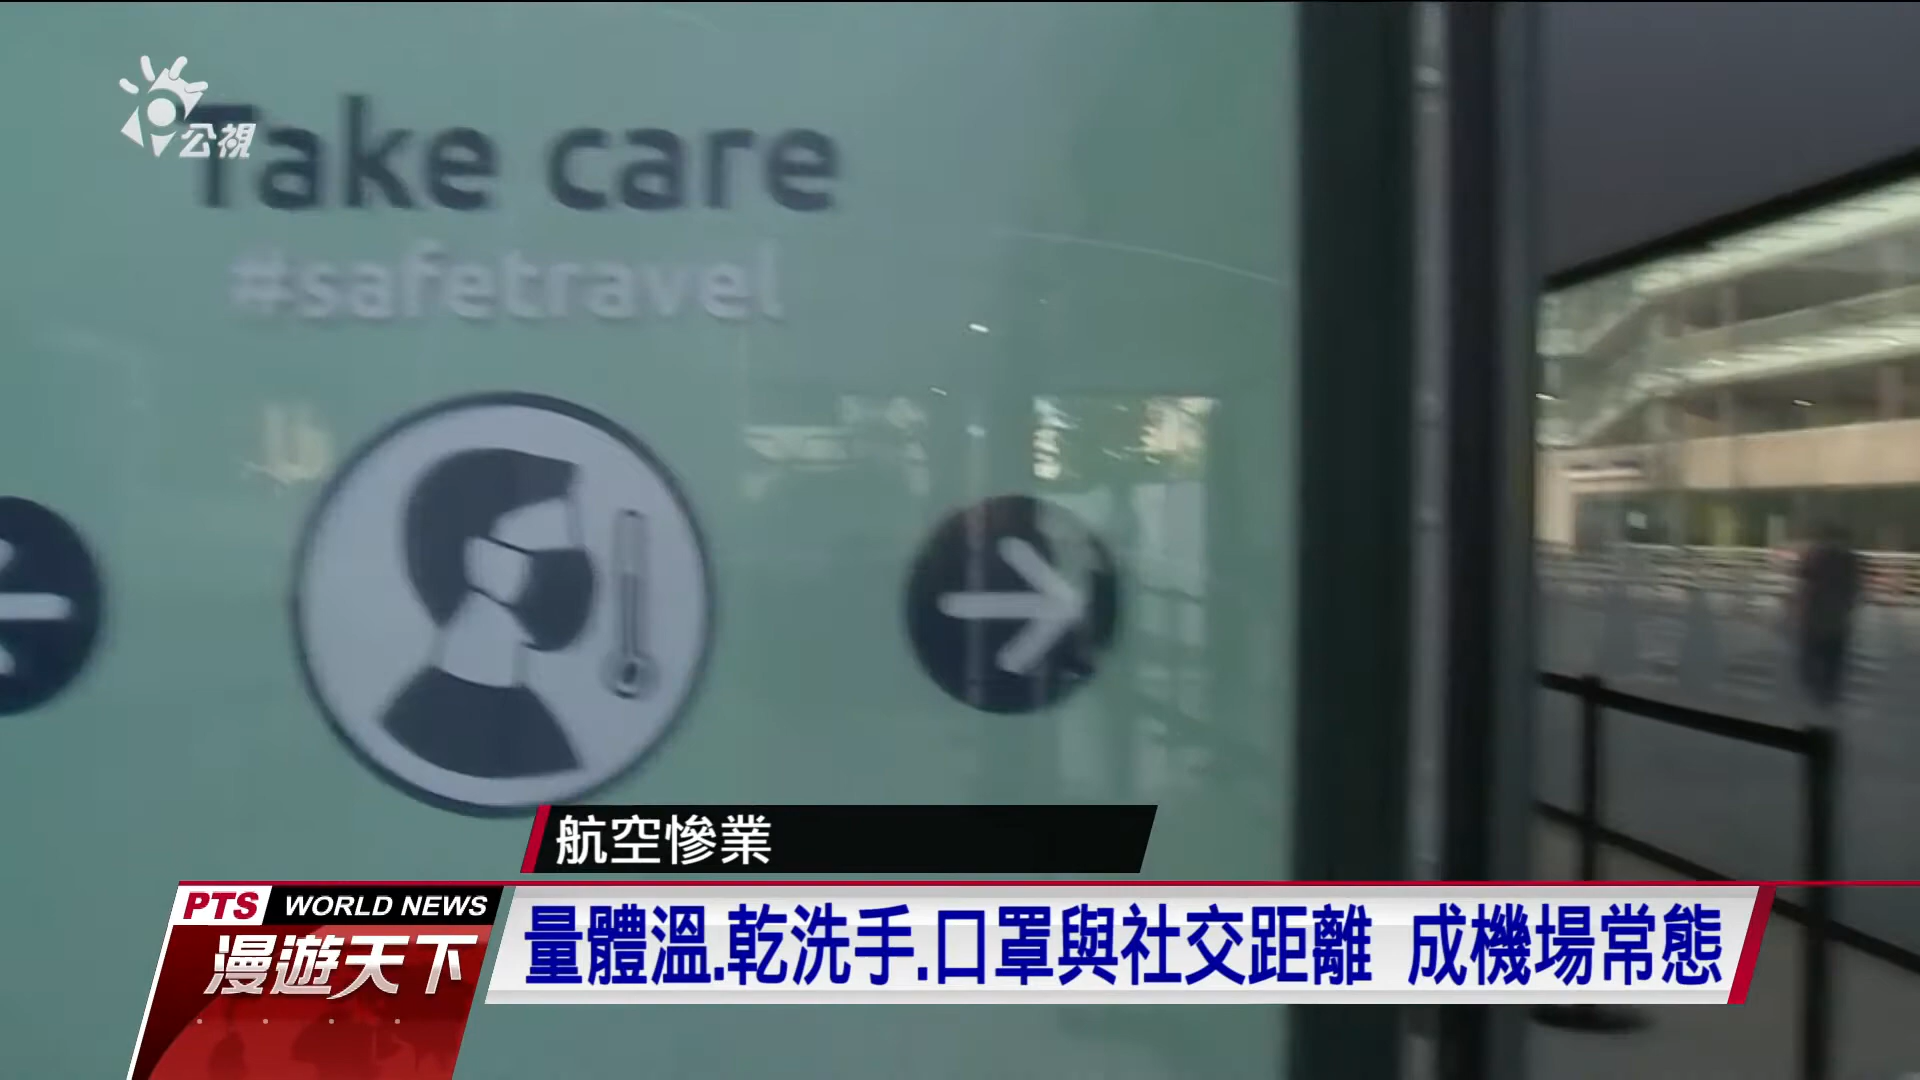 公視
Take care
#safetravel
航空慘業
PTS WORLD NEWS
漫遊天下
量體溫.乾洗手.口罩與社交距離 成機場常態